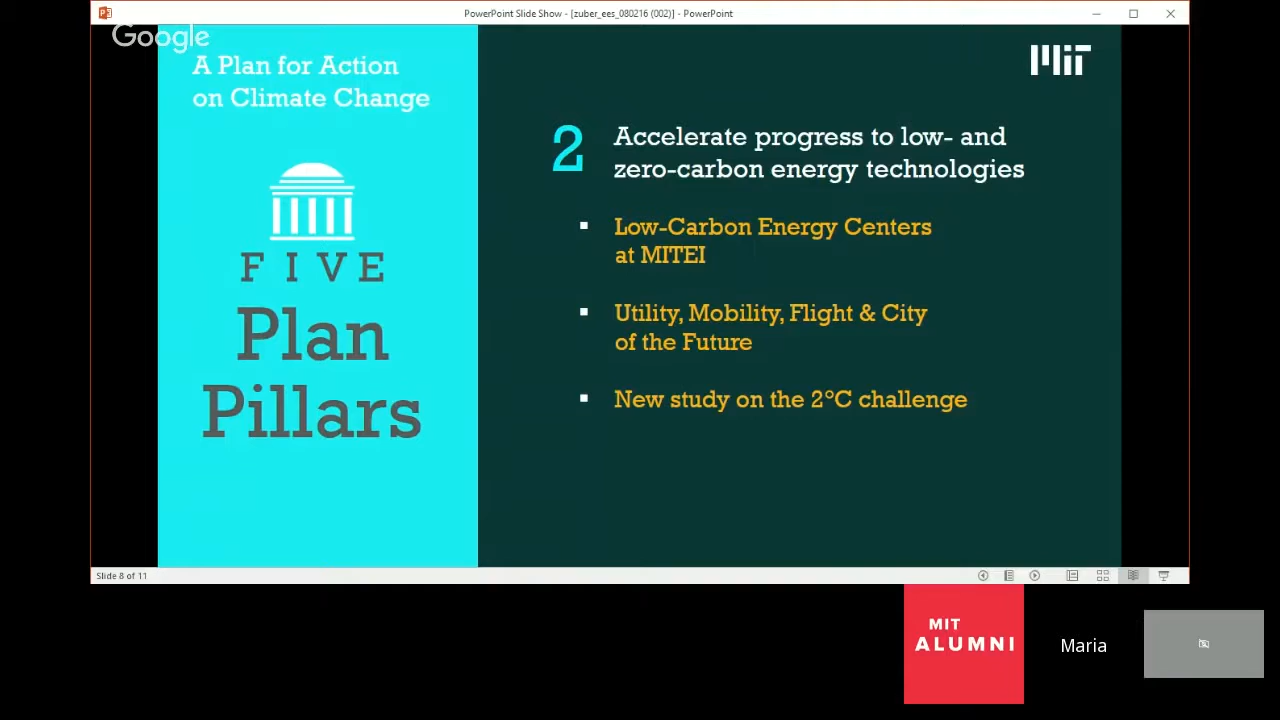 PowerPoint Slide Show - [zuber_ees_080216 (002)] - PowerPoint
Google
A Plan for Action
on Climate Change
FIVE
Plan
Pillars
MIT
2
Accelerate progress to low- and
zero-carbon energy technologies
▪ Low-Carbon Energy Centers
at MITEI
▪ Utility, Mobility, Flight & City
of the Future
▪ New study on the 2°C challenge
Slide 8 of 11
MIT
ALUMNI
Maria